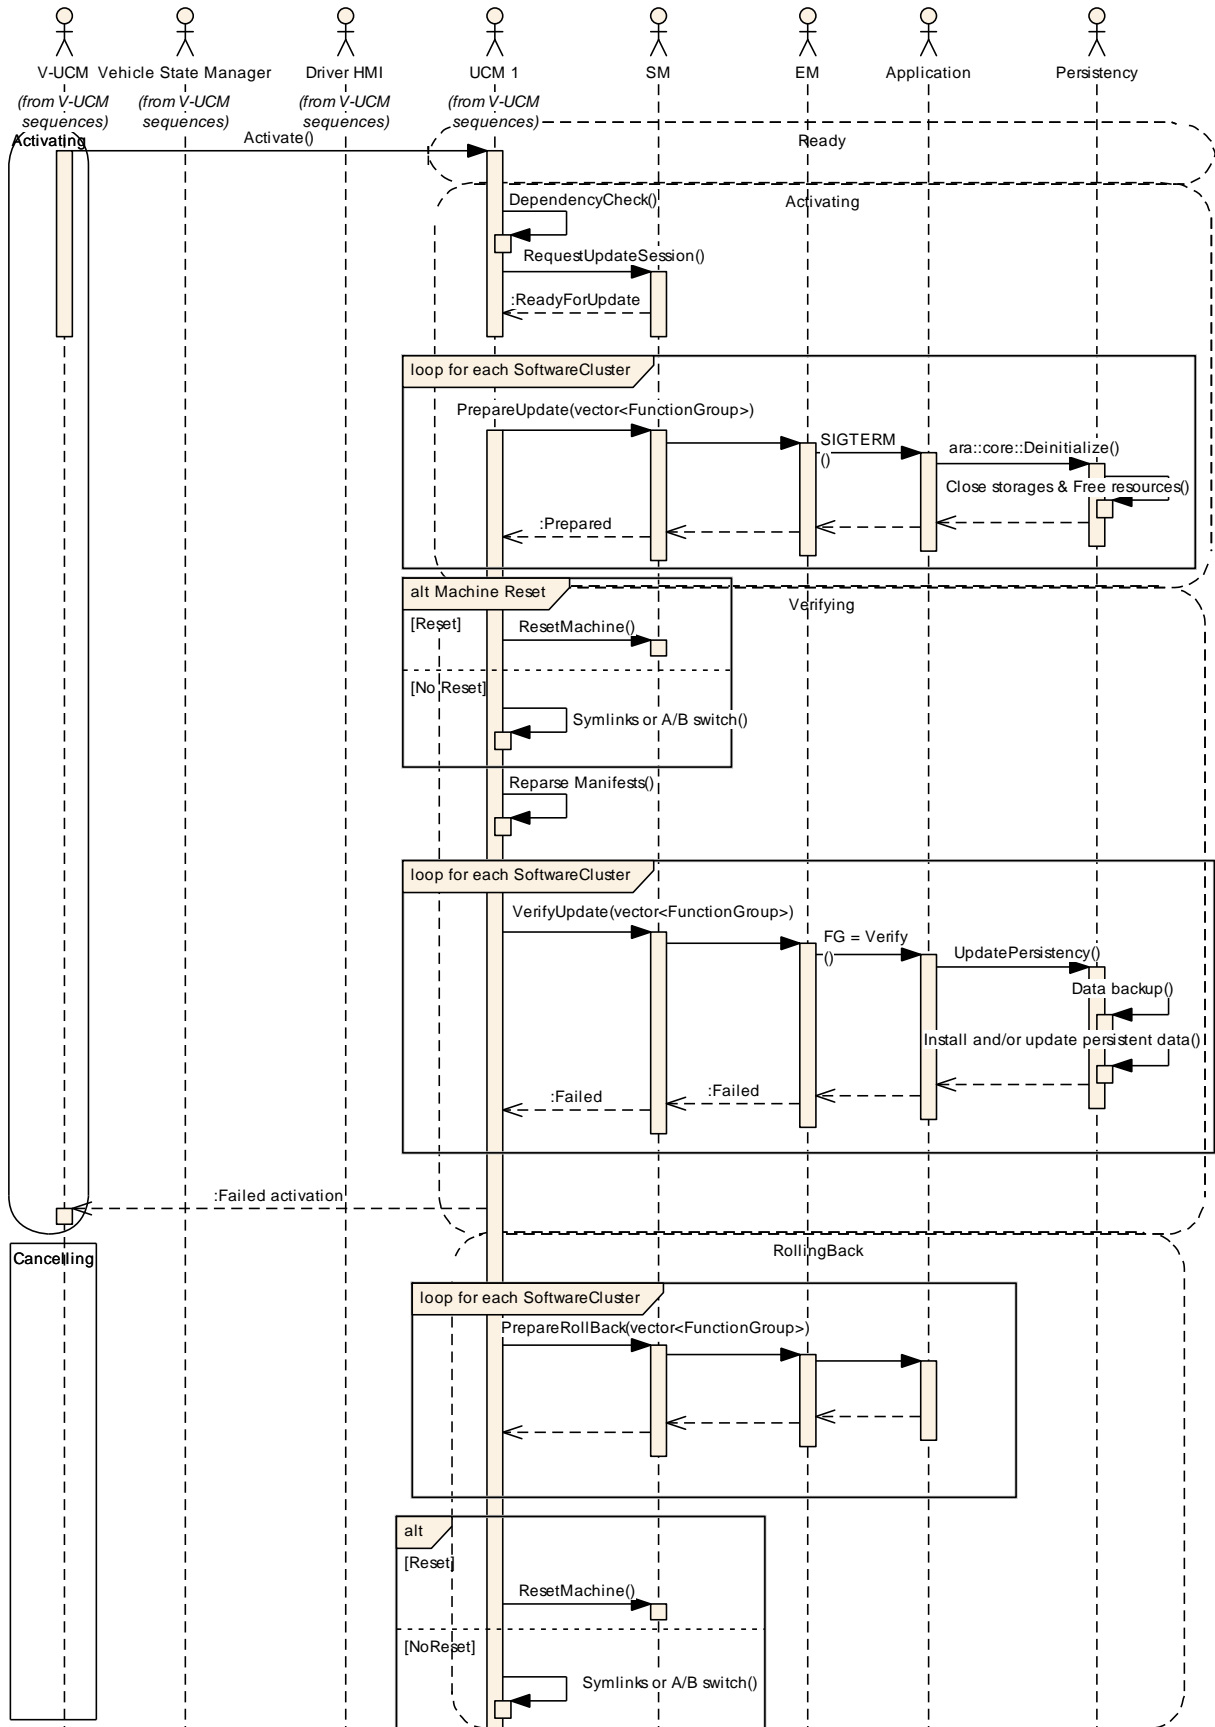 V-UCM Vehicle State Manager Driver HMI UCM 1 SM EM Application Persistency
(from V-UCM (from V-UCM (from V-UCM (from V-UCM
sequences) sequences) sequences) sequences)
Activating
Activate()
Ready
Activating
DependencyCheck()
RequestUpdateSession()
:ReadyForUpdate
loop for each SoftwareCluster
PrepareUpdate(vector<FunctionGroup>)
SIGTERM
()
ara::core::Deinitialize()
Close storages & Free resources()
:Prepared
alt Machine Reset
Verifying
[Reset]
ResetMachine()
[No Reset]
Symlinks or A/B switch()
Reparse Manifests()
loop for each SoftwareCluster
VerifyUpdate(vector<FunctionGroup>)
FG = Verify
()
UpdatePersistency()
Data backup()
Install and/or update persistent data()
:Failed
:Failed
:Failed activation
Cancelling
RollingBack
loop for each SoftwareCluster
PrepareRollBack(vector<FunctionGroup>)
alt
[Reset]
ResetMachine()
[NoReset]
Symlinks or A/B switch()